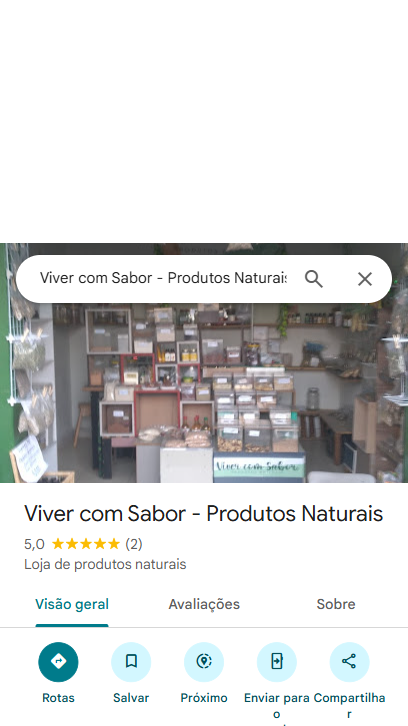 Viver com Sabor - Produtos Naturais
Viver com Sabor
Viver com Sabor - Produtos Naturais
5,0 (2)
Loja de produtos naturais
Visão geral Avaliações Sobre
Rotas Salvar Próximo Enviar para o Compartilhar